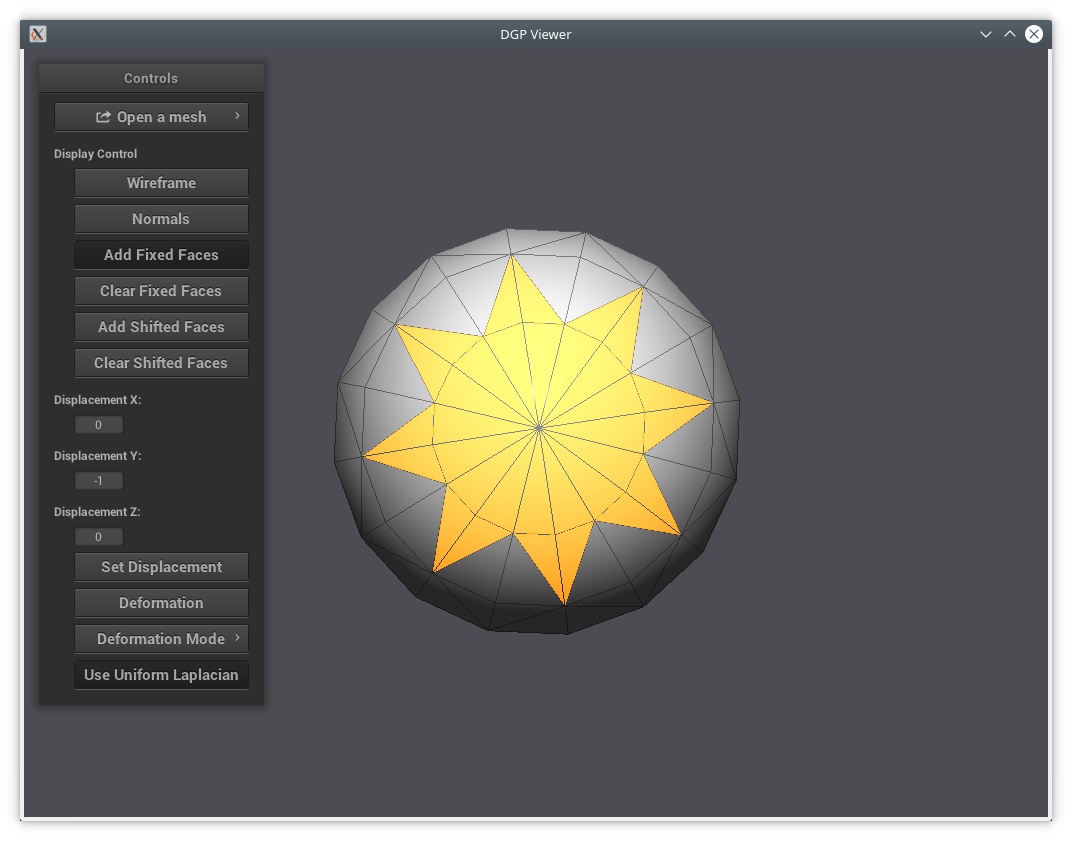 DGP Viewer
Controls
Open a mesh
Display Control
Wireframe
Normals
Add Fixed Faces
Clear Fixed Faces
Add Shifted Faces
Clear Shifted Faces
Displacement X:
0
Displacement Y:
-1
Displacement Z:
0
Set Displacement
Deformation
Deformation Mode
Use Uniform Laplacian